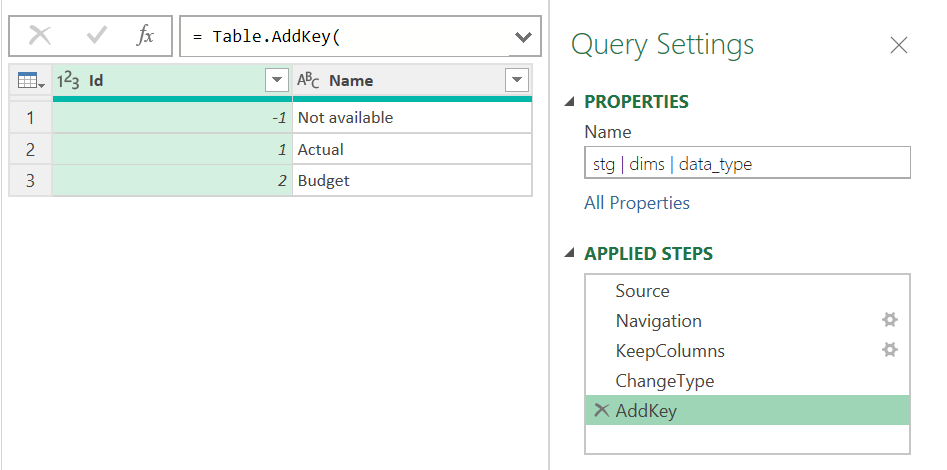 fx = Table.AddKey(
1²3 Id ABC Name
1 -1 Not available
2 1 Actual
3 2 Budget
Query Settings
PROPERTIES
Name
stg | dims | data_type
All Properties
APPLIED STEPS
Source
Navigation
KeepColumns
ChangeType
AddKey